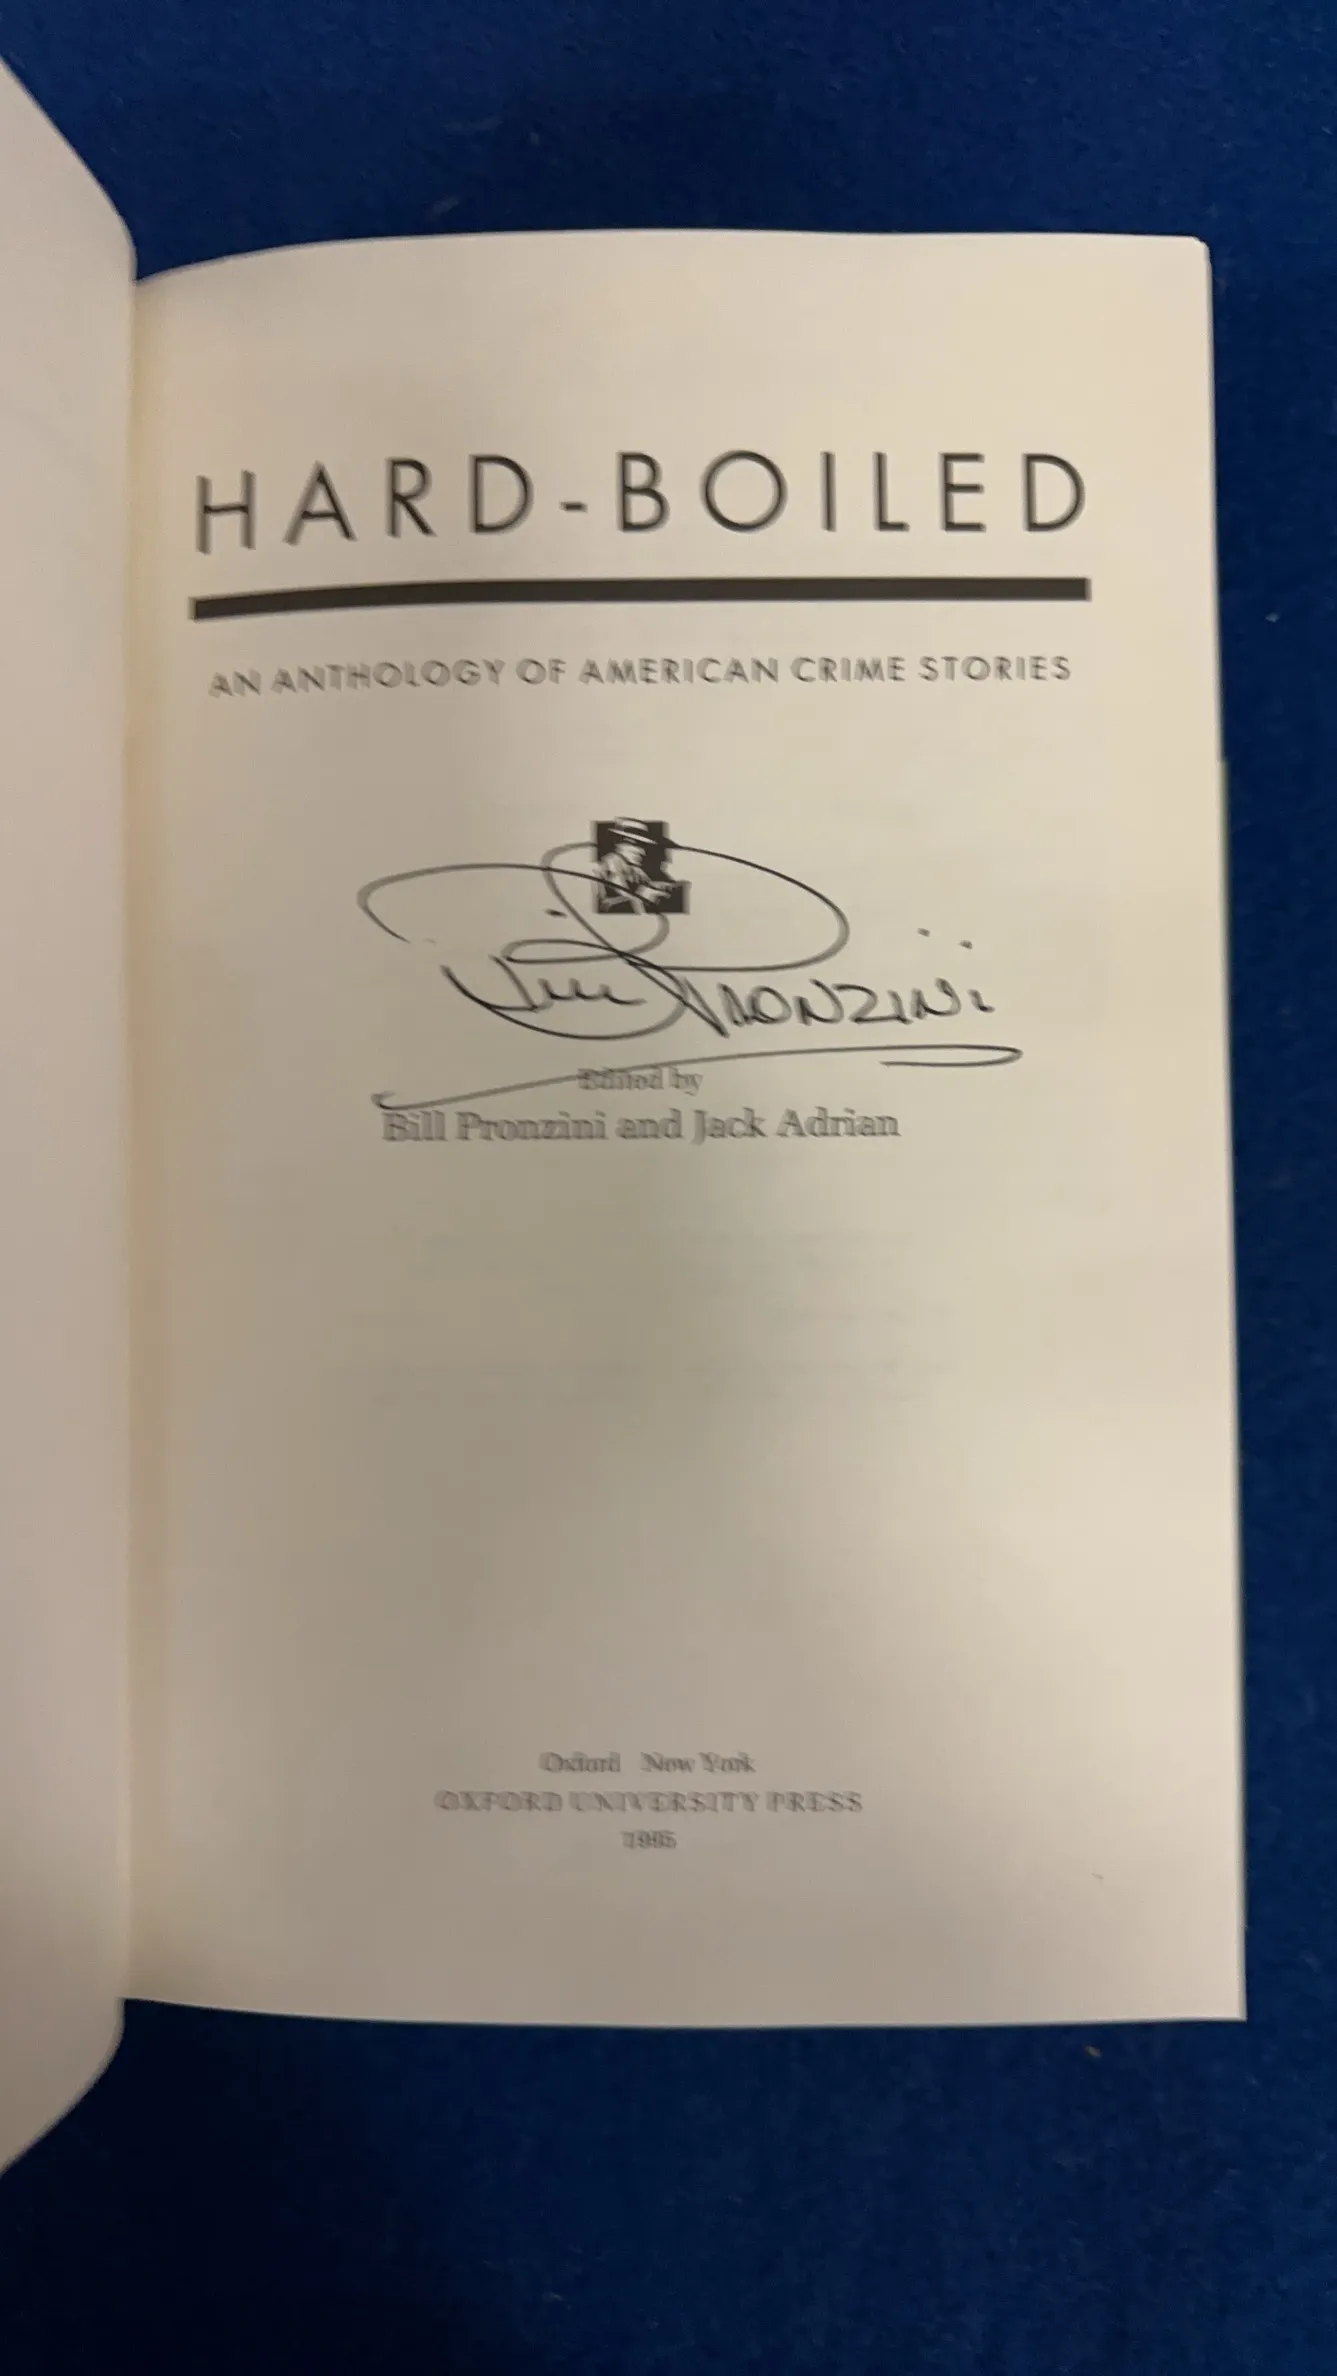 HARD-BOILED
AN ANTHOLOGY OF AMERICAN CRIME STORIES
Bill Pronzini
Edited by
Bill Pronzini and Jack Adrian
Oxford New York
OXFORD UNIVERSITY PRESS
1995